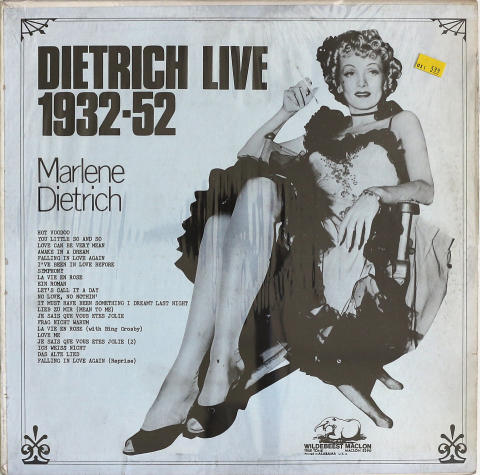 DIETRICH LIVE
1932-52
Marlene
Dietrich
HOT VOODOO
YOU LITTLE SO AND SO
LOVE CAN BE VERY MEAN
AWAKE IN A DREAM
FALLING IN LOVE AGAIN
I'VE BEEN IN LOVE BEFORE
SYMPHONY
LA VIE EN ROSE
EIN ROMAN
LET'S CALL IT A DAY
NO LOVE, NO NOTHIN'
IT MUST HAVE BEEN SOMETHING I DREAMT LAST NIGHT
LIEB ZU MIR (MEAN TO ME)
JE SAIS QUE VOUS ETES JOLIE
FRAG NICHT WARUM
LA VIE EN ROSE (with Bing Crosby)
LOVE ME
JE SAIS QUE VOUS ETES JOLIE (2)
ICH WEISS NICHT
DAS ALTE LIED
FALLING IN LOVE AGAIN (Reprise)
WILDEBEEST MACLON